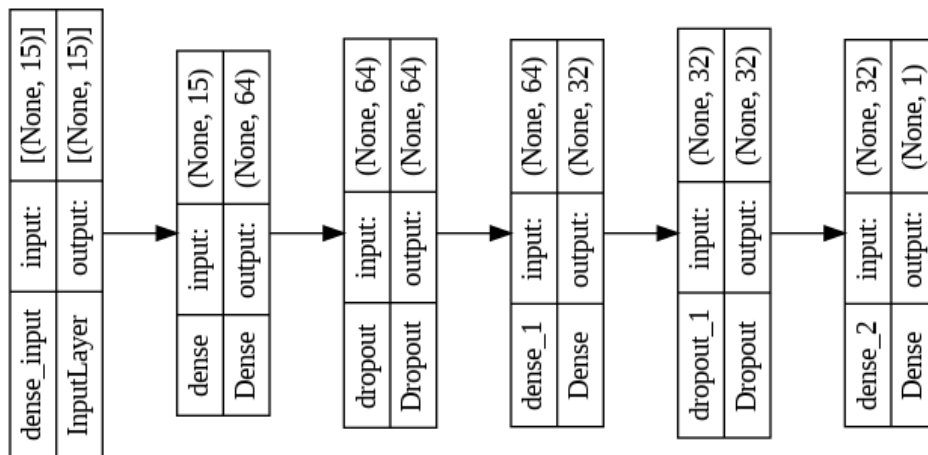 dense_input input: [(None, 15)]
InputLayer output: [(None, 15)]
dense input: (None, 15)
Dense output: (None, 64)
dropout input: (None, 64)
Dropout output: (None, 64)
dense_1 input: (None, 64)
Dense output: (None, 32)
dropout_1 input: (None, 32)
Dropout output: (None, 32)
dense_2 input: (None, 32)
Dense output: (None, 1)